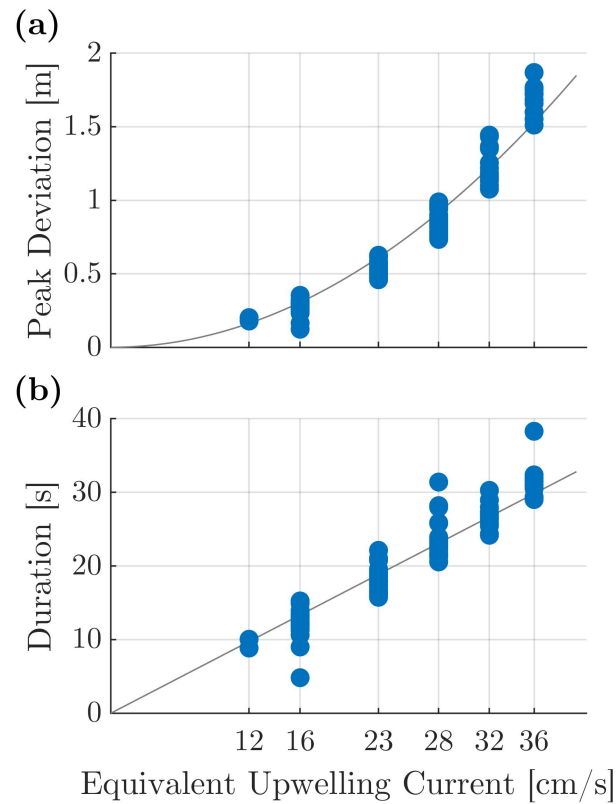 (a)
Peak Deviation [m]
2
1.5
1
0.5
0
(b)
Duration [s]
40
30
20
10
0
12 16 23 28 32 36
Equivalent Upwelling Current [cm/s]